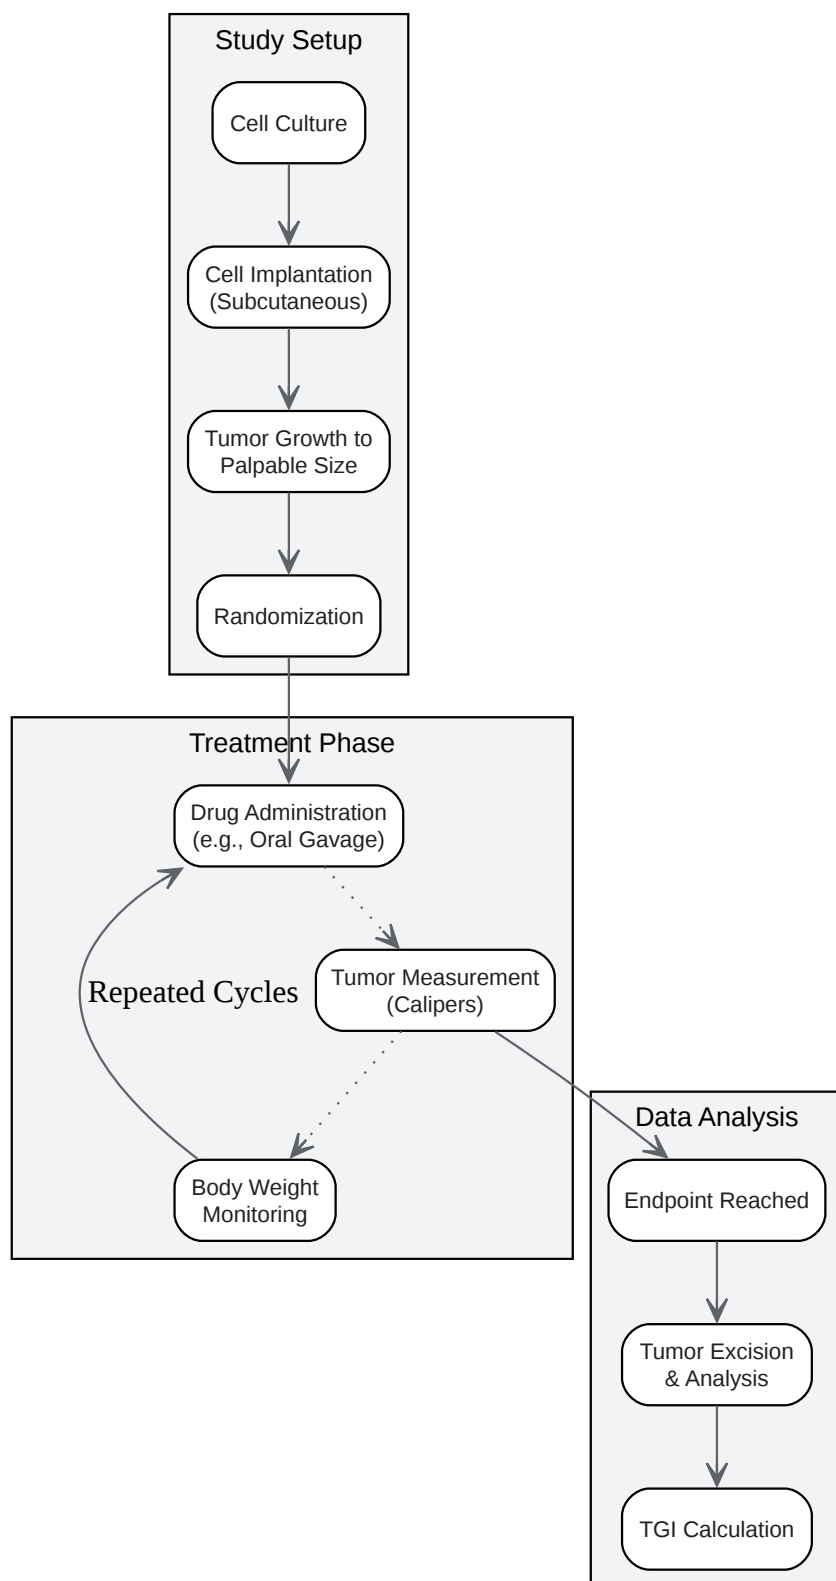 Study Setup
Cell Culture
Cell Implantation
(Subcutaneous)
Tumor Growth to
Palpable Size
Randomization
Treatment Phase
Drug Administration
(e.g., Oral Gavage)
Repeated Cycles
Tumor Measurement
(Calipers)
Body Weight
Monitoring
Data Analysis
Endpoint Reached
Tumor Excision
& Analysis
TGI Calculation